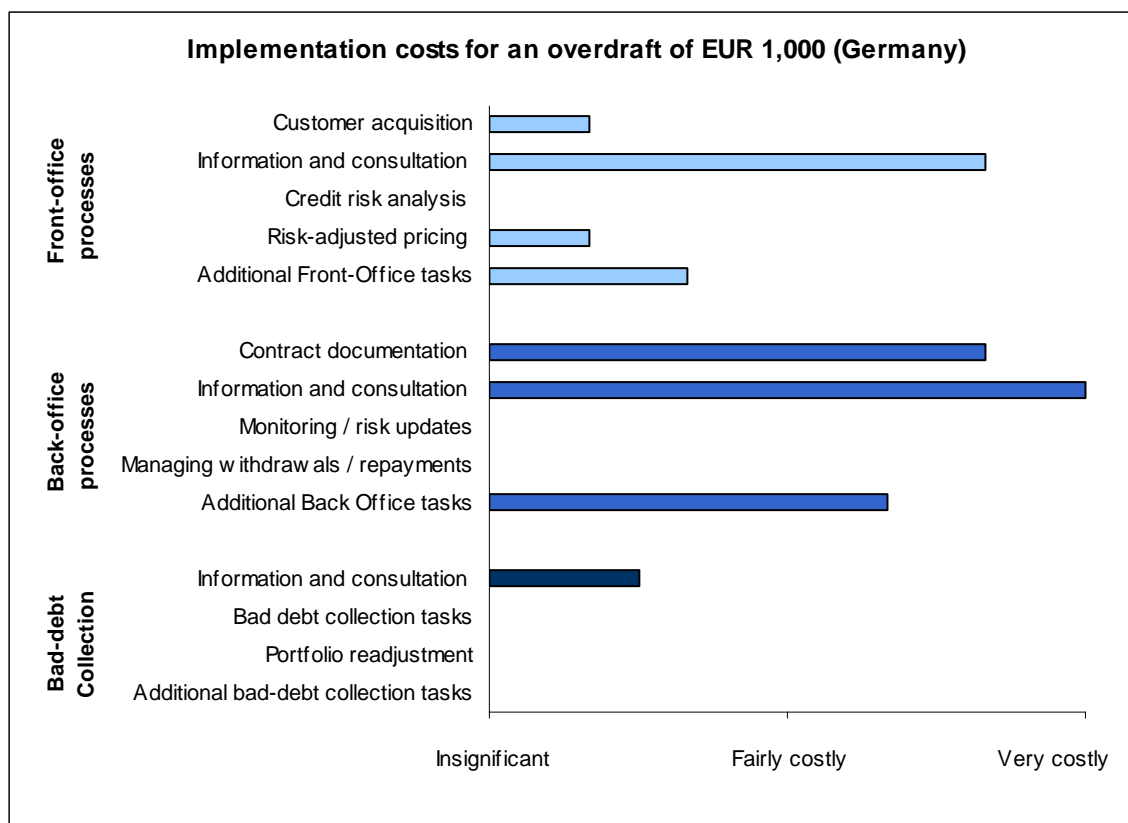 Implementation costs for an overdraft of EUR 1,000 (Germany)
Front-office
processes
Customer acquisition
Information and consultation
Credit risk analysis
Risk-adjusted pricing
Additional Front-Office tasks
Back-office
processes
Contract documentation
Information and consultation
Monitoring / risk updates
Managing withdrawals / repayments
Additional Back Office tasks
Bad-debt
Collection
Information and consultation
Bad debt collection tasks
Portfolio readjustment
Additional bad-debt collection tasks
Insignificant
Fairly costly
Very costly